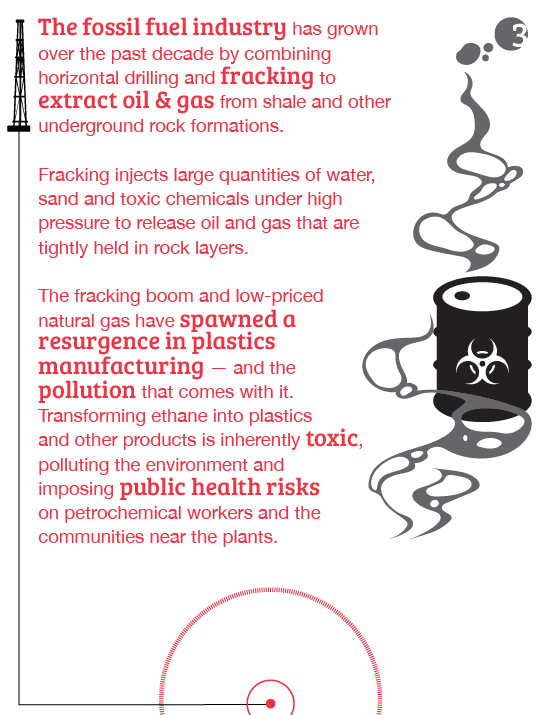 3
The fossil fuel industry has grown
over the past decade by combining
horizontal drilling and fracking to
extract oil & gas from shale and other
underground rock formations.
Fracking injects large quantities of water,
sand and toxic chemicals under high
pressure to release oil and gas that are
tightly held in rock layers.
The fracking boom and low-priced
natural gas have spawned a
resurgence in plastics
manufacturing — and the
pollution that comes with it.
Transforming ethane into plastics
and other products is inherently toxic,
polluting the environment and
imposing public health risks
on petrochemical workers and the
communities near the plants.